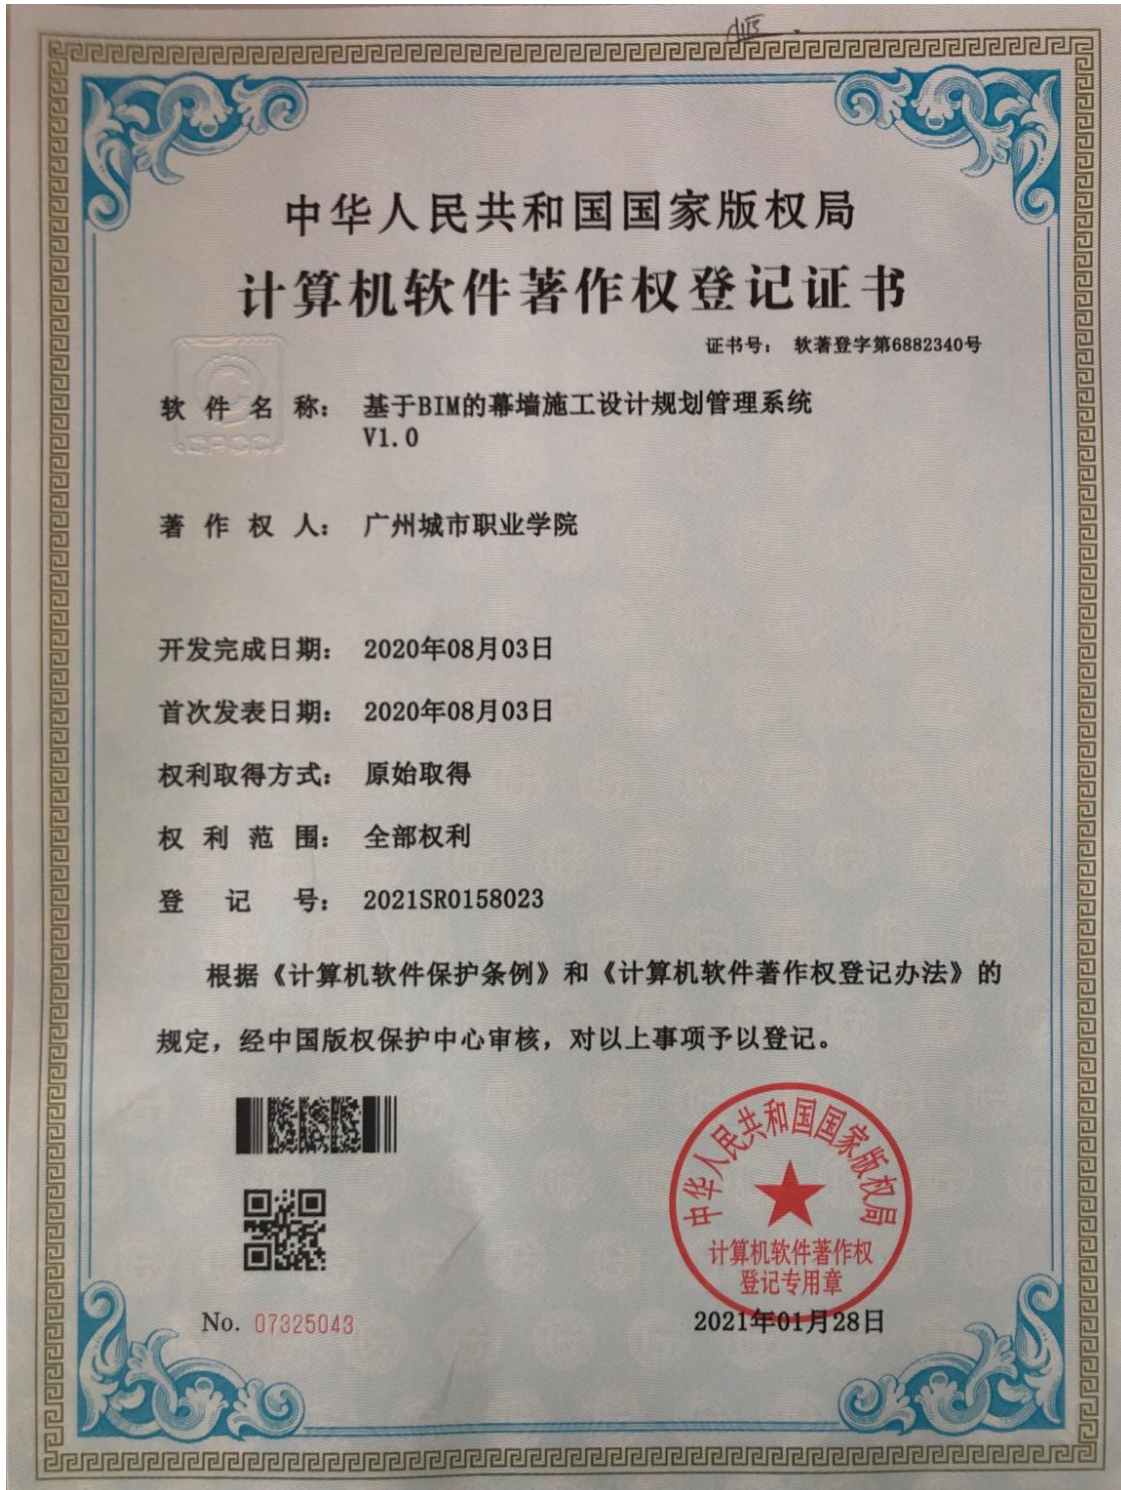 中华人民共和国国家版权局
计算机软件著作权登记证书
证书号： 软著登字第6882340号
CPCC
软件名称： 基于BIM的幕墙施工设计规划管理系统
V1.0
著作权人： 广州城市职业学院
开发完成日期： 2020年08月03日
首次发表日期： 2020年08月03日
权利取得方式： 原始取得
权利范围： 全部权利
登记号： 2021SR0158023
根据《计算机软件保护条例》和《计算机软件著作权登记办法》的
规定，经中国版权保护中心审核，对以上事项予以登记。
中华人民共和国国家版权局
计算机软件著作权
登记专用章
No. 07325043
2021年01月28日